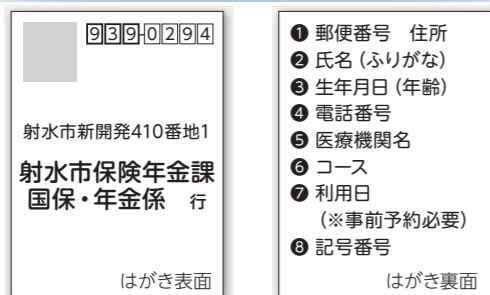 939-0294
射水市新開発410番地1
射水市保険年金課
国保・年金係　行
はがき表面
❶ 郵便番号　住所
❷ 氏名（ふりがな）
❸ 生年月日（年齢）
❹ 電話番号
❺ 医療機関名
❻ コース
❼ 利用日
（※事前予約必要）
❽ 記号番号
はがき裏面